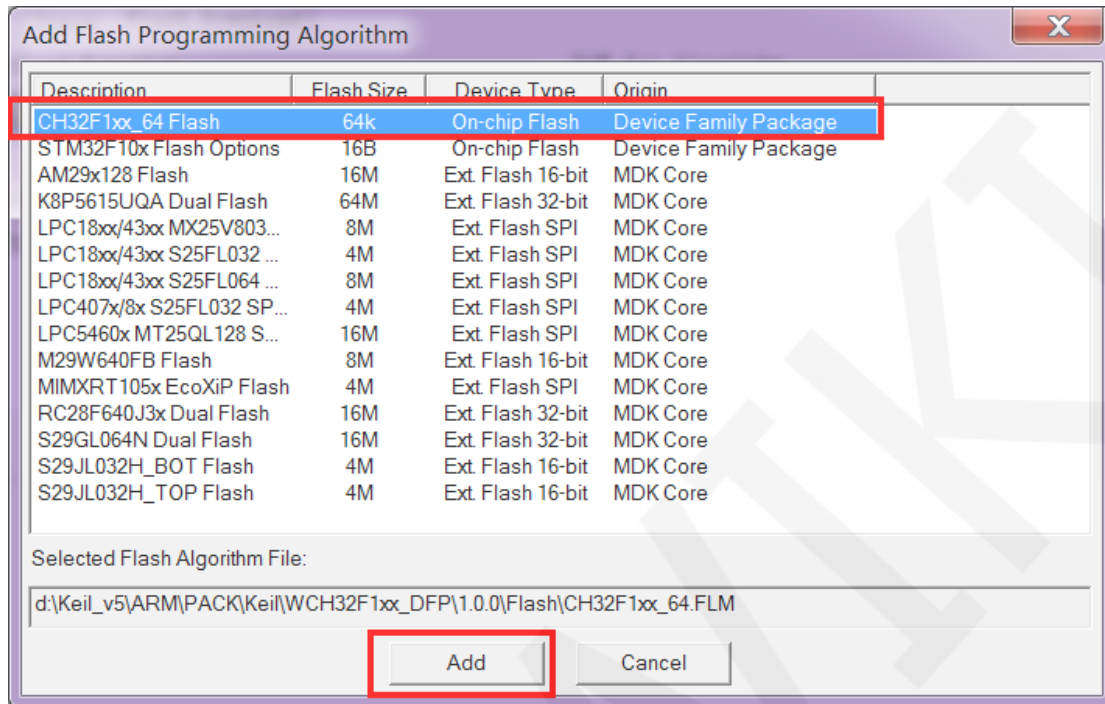 Add Flash Programming Algorithm
Description Flash Size Device Type Origin
CH32F1xx_64 Flash 64k On-chip Flash Device Family Package
STM32F10x Flash Options 16B On-chip Flash Device Family Package
AM29x128 Flash 16M Ext. Flash 16-bit MDK Core
K8P5615UQA Dual Flash 64M Ext. Flash 32-bit MDK Core
LPC18xx/43xx MX25V803... 8M Ext. Flash SPI MDK Core
LPC18xx/43xx S25FL032 ... 4M Ext. Flash SPI MDK Core
LPC18xx/43xx S25FL064 ... 8M Ext. Flash SPI MDK Core
LPC407x/8x S25FL032 SP... 4M Ext. Flash SPI MDK Core
LPC5460x MT25QL128 S... 16M Ext. Flash SPI MDK Core
M29W640FB Flash 8M Ext. Flash 16-bit MDK Core
MIMXRT105x EcoXiP Flash 4M Ext. Flash SPI MDK Core
RC28F640J3x Dual Flash 16M Ext. Flash 32-bit MDK Core
S29GL064N Dual Flash 16M Ext. Flash 32-bit MDK Core
S29JL032H_BOT Flash 4M Ext. Flash 16-bit MDK Core
S29JL032H_TOP Flash 4M Ext. Flash 16-bit MDK Core
Selected Flash Algorithm File:
d:\Keil_v5\ARM\PACK\Keil\WCH32F1xx_DFP\1.0.0\Flash\CH32F1xx_64.FLM
Add Cancel